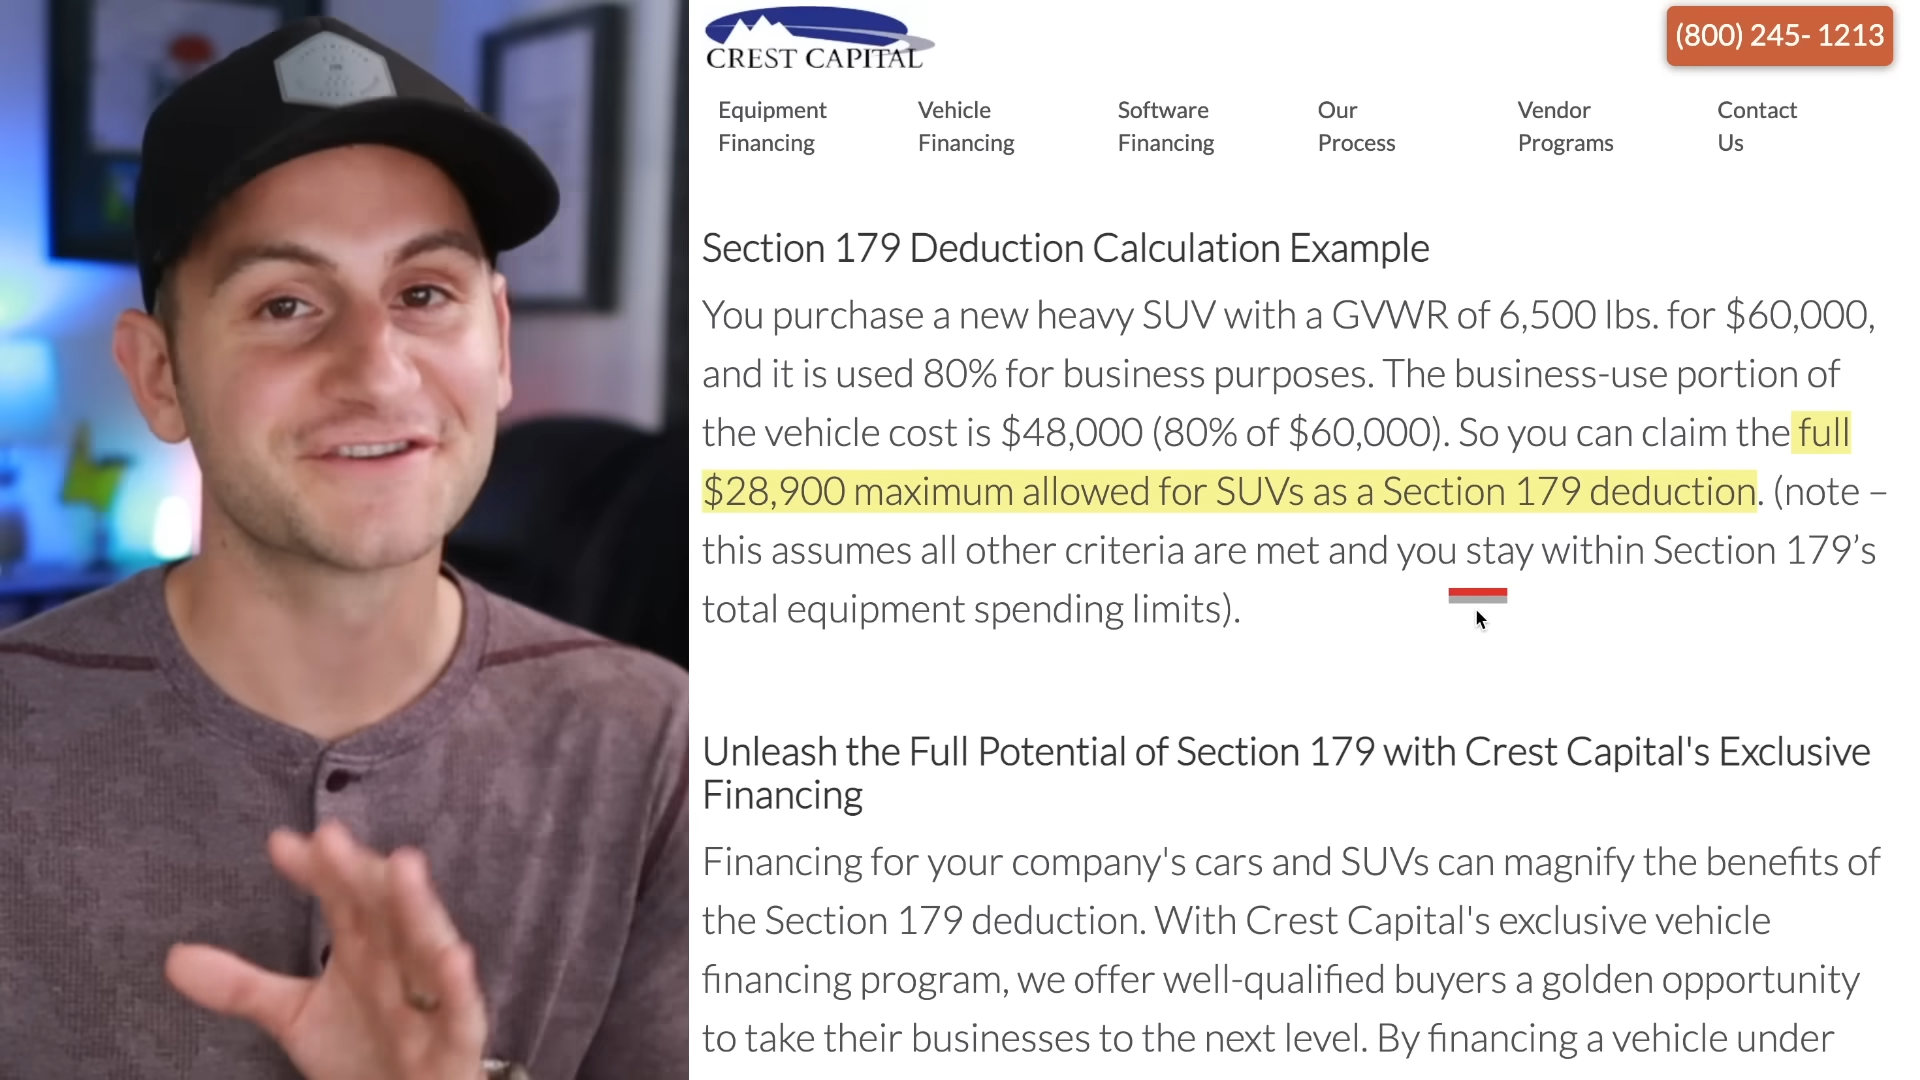 CREST CAPITAL
(800) 245- 1213
Equipment Financing
Vehicle Financing
Software Financing
Our Process
Vendor Programs
Contact Us
Section 179 Deduction Calculation Example
You purchase a new heavy SUV with a GVWR of 6,500 lbs. for $60,000,
and it is used 80% for business purposes. The business-use portion of
the vehicle cost is $48,000 (80% of $60,000). So you can claim the full
$28,900 maximum allowed for SUVs as a Section 179 deduction. (note –
this assumes all other criteria are met and you stay within Section 179’s
total equipment spending limits).
Unleash the Full Potential of Section 179 with Crest Capital's Exclusive
Financing
Financing for your company's cars and SUVs can magnify the benefits of
the Section 179 deduction. With Crest Capital's exclusive vehicle
financing program, we offer well-qualified buyers a golden opportunity
to take their businesses to the next level. By financing a vehicle under